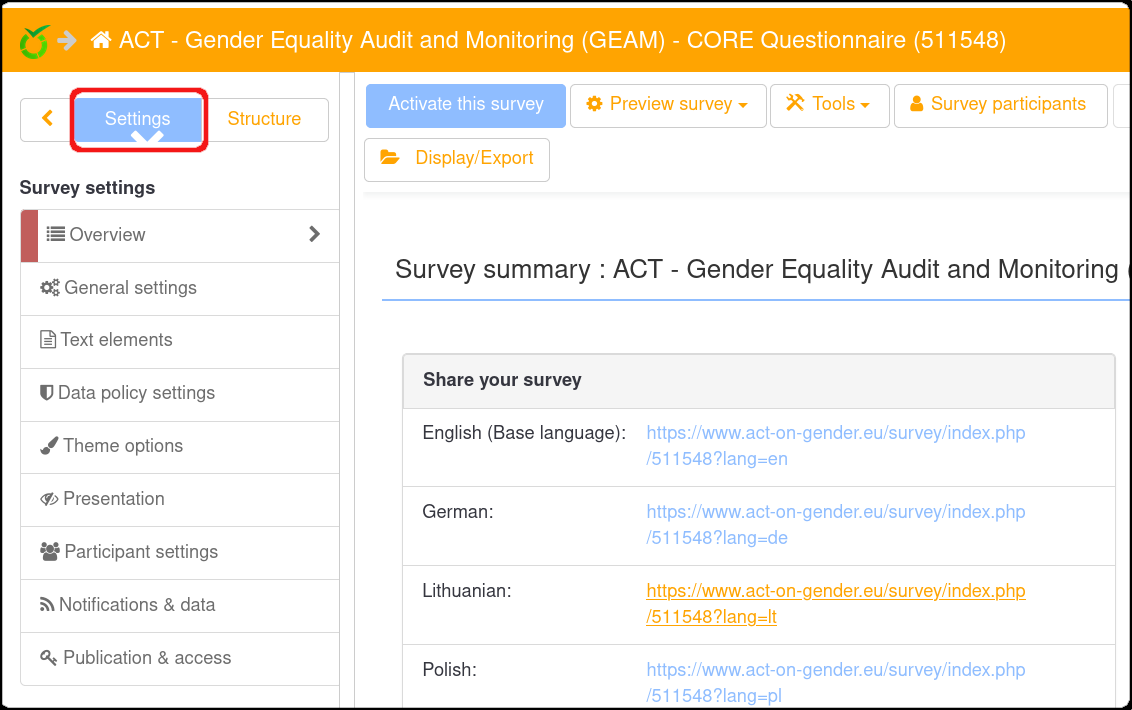 ACT - Gender Equality Audit and Monitoring (GEAM) - CORE Questionnaire (511548)
Settings
Structure
Activate this survey
Preview survey
Tools
Survey participants
Display/Export
Survey settings
Overview
General settings
Text elements
Data policy settings
Theme options
Presentation
Participant settings
Notifications & data
Publication & access
Survey summary : ACT - Gender Equality Audit and Monitoring (
Share your survey
English (Base language):
https://www.act-on-gender.eu/survey/index.php
/511548?lang=en
German:
https://www.act-on-gender.eu/survey/index.php
/511548?lang=de
Lithuanian:
https://www.act-on-gender.eu/survey/index.php
/511548?lang=lt
Polish:
https://www.act-on-gender.eu/survey/index.php
/511548?lang=pl